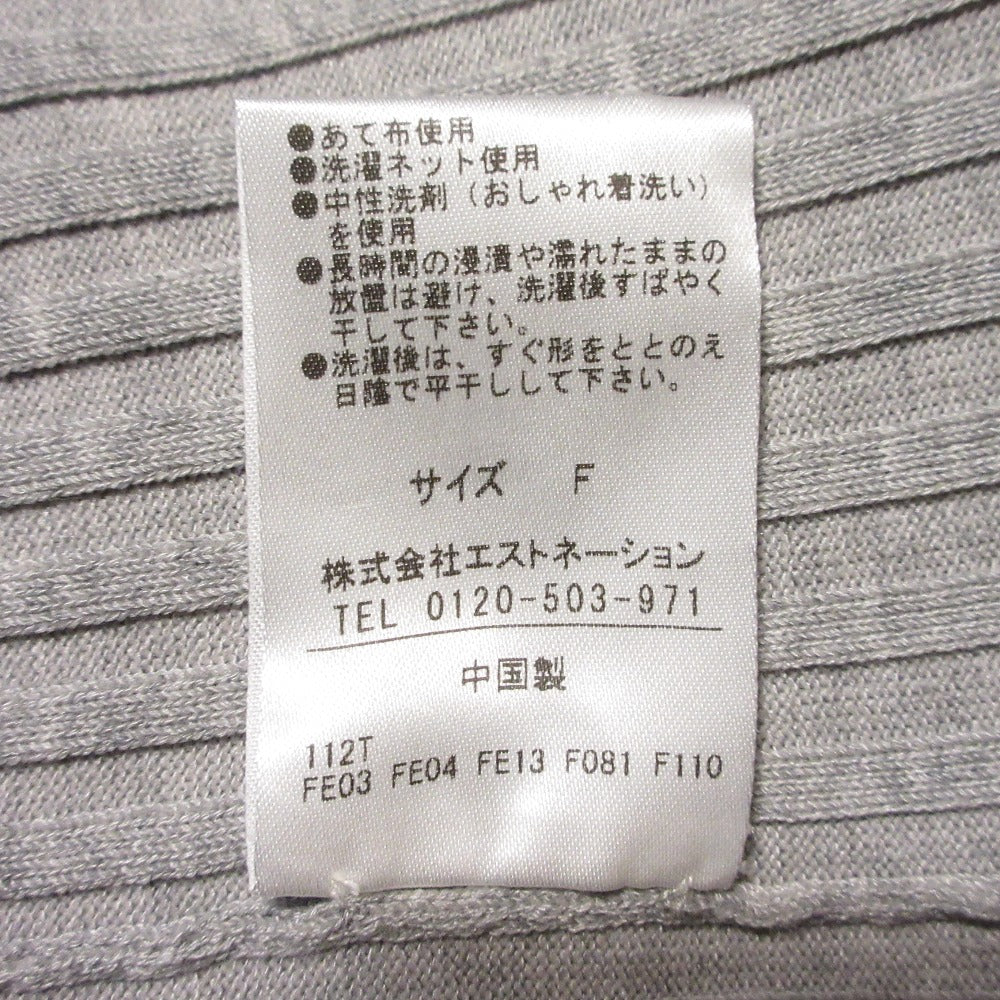 ●あて布使用
●洗濯ネット使用
●中性洗剤（おしゃれ着洗い）
を使用
●長時間の浸漬や濡れたままの
放置は避け、洗濯後すばやく
干して下さい。
●洗濯後は、すぐ形をととのえ
日陰で平干しして下さい。
サイズ F
株式会社エストネーション
TEL 0120-503-971
中国製
112T
FE03 FE04 FE13 F081 F110